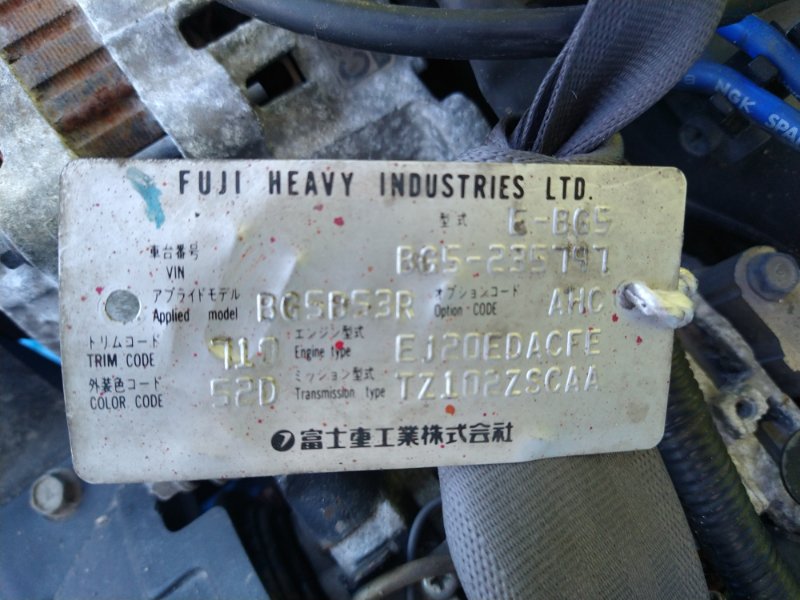 NGK SPA
FUJI HEAVY INDUSTRIES LTD.
型式 E-BG5
車台番号 VIN BG5-235797
アプライドモデル Applied model BG5B53R オプションコード Option·CODE AHC
トリムコード TRIM CODE 710 エンジン型式 Engine type EJ20EDACFE
外装色コード COLOR CODE 52D ミッション型式 Transmission type TZ102ZSCAA
富士重工業株式会社